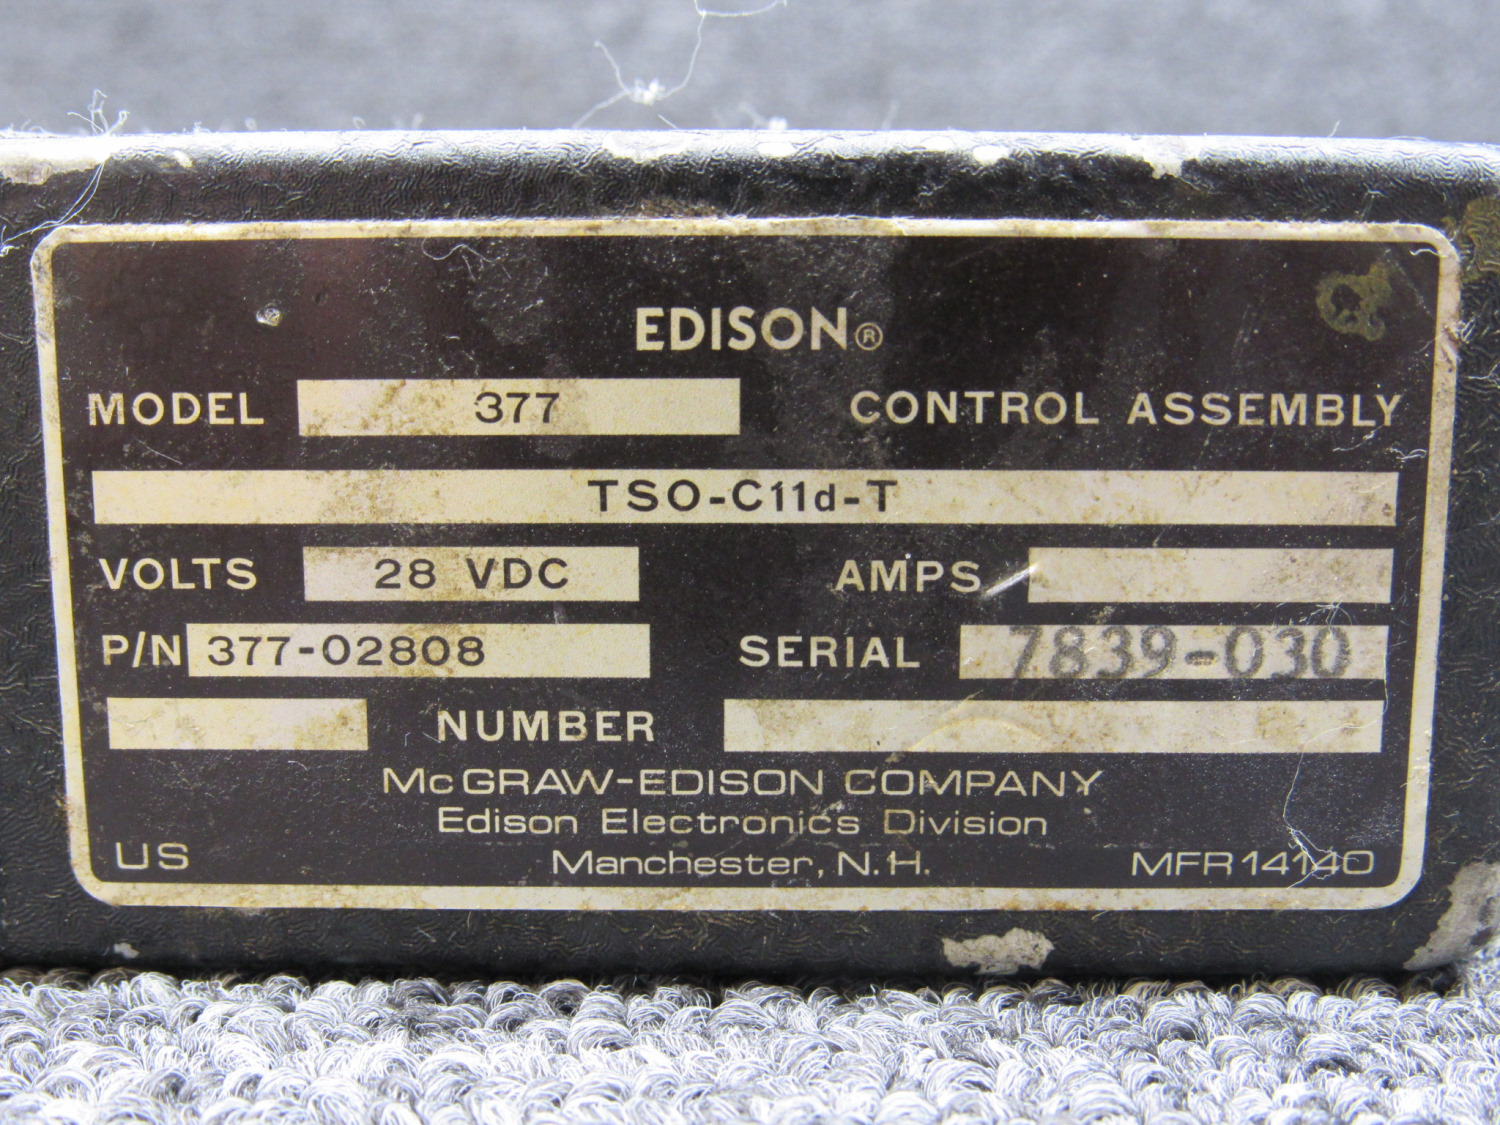 EDISON®
MODEL 377 CONTROL ASSEMBLY
TSO-C11d-T
VOLTS 28 VDC AMPS
P/N 377-02808 SERIAL 7839-030
NUMBER
McGRAW-EDISON COMPANY
Edison Electronics Division
US Manchester, N.H. MFR 14140